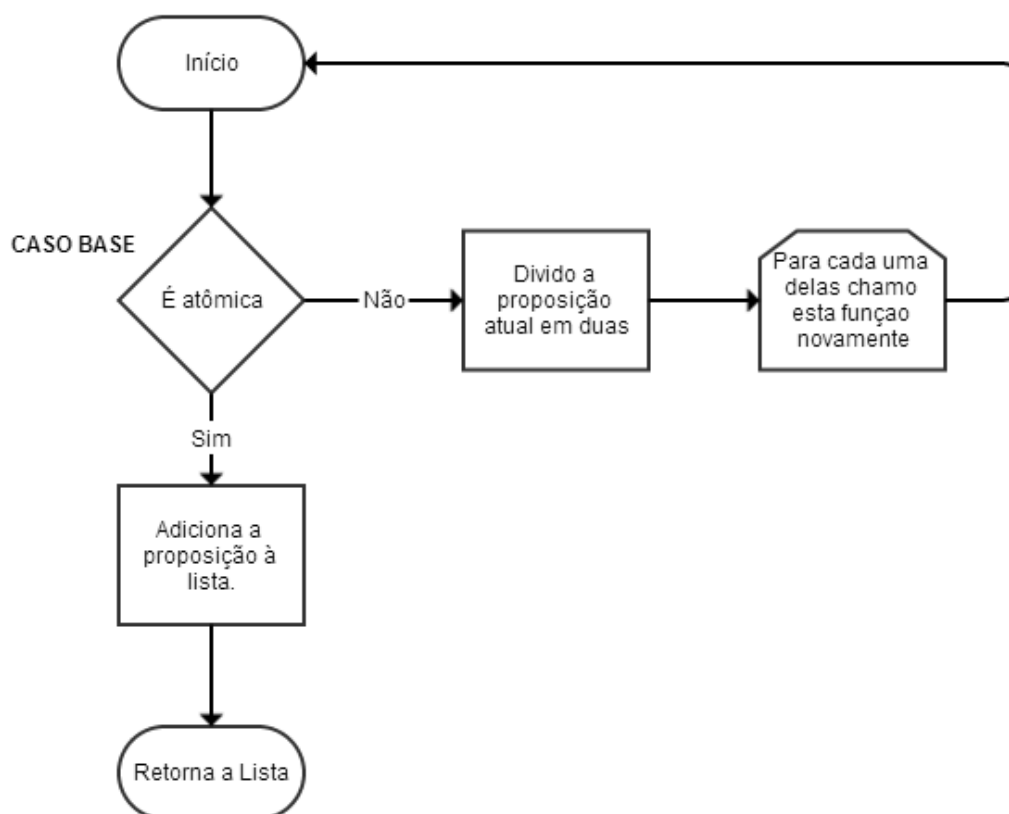 Início
CASO BASE
É atômica
Não
Divido a
proposição
atual em duas
Para cada uma
delas chamo
esta funçao
novamente
Sim
Adiciona a
proposição à
lista.
Retorna a Lista